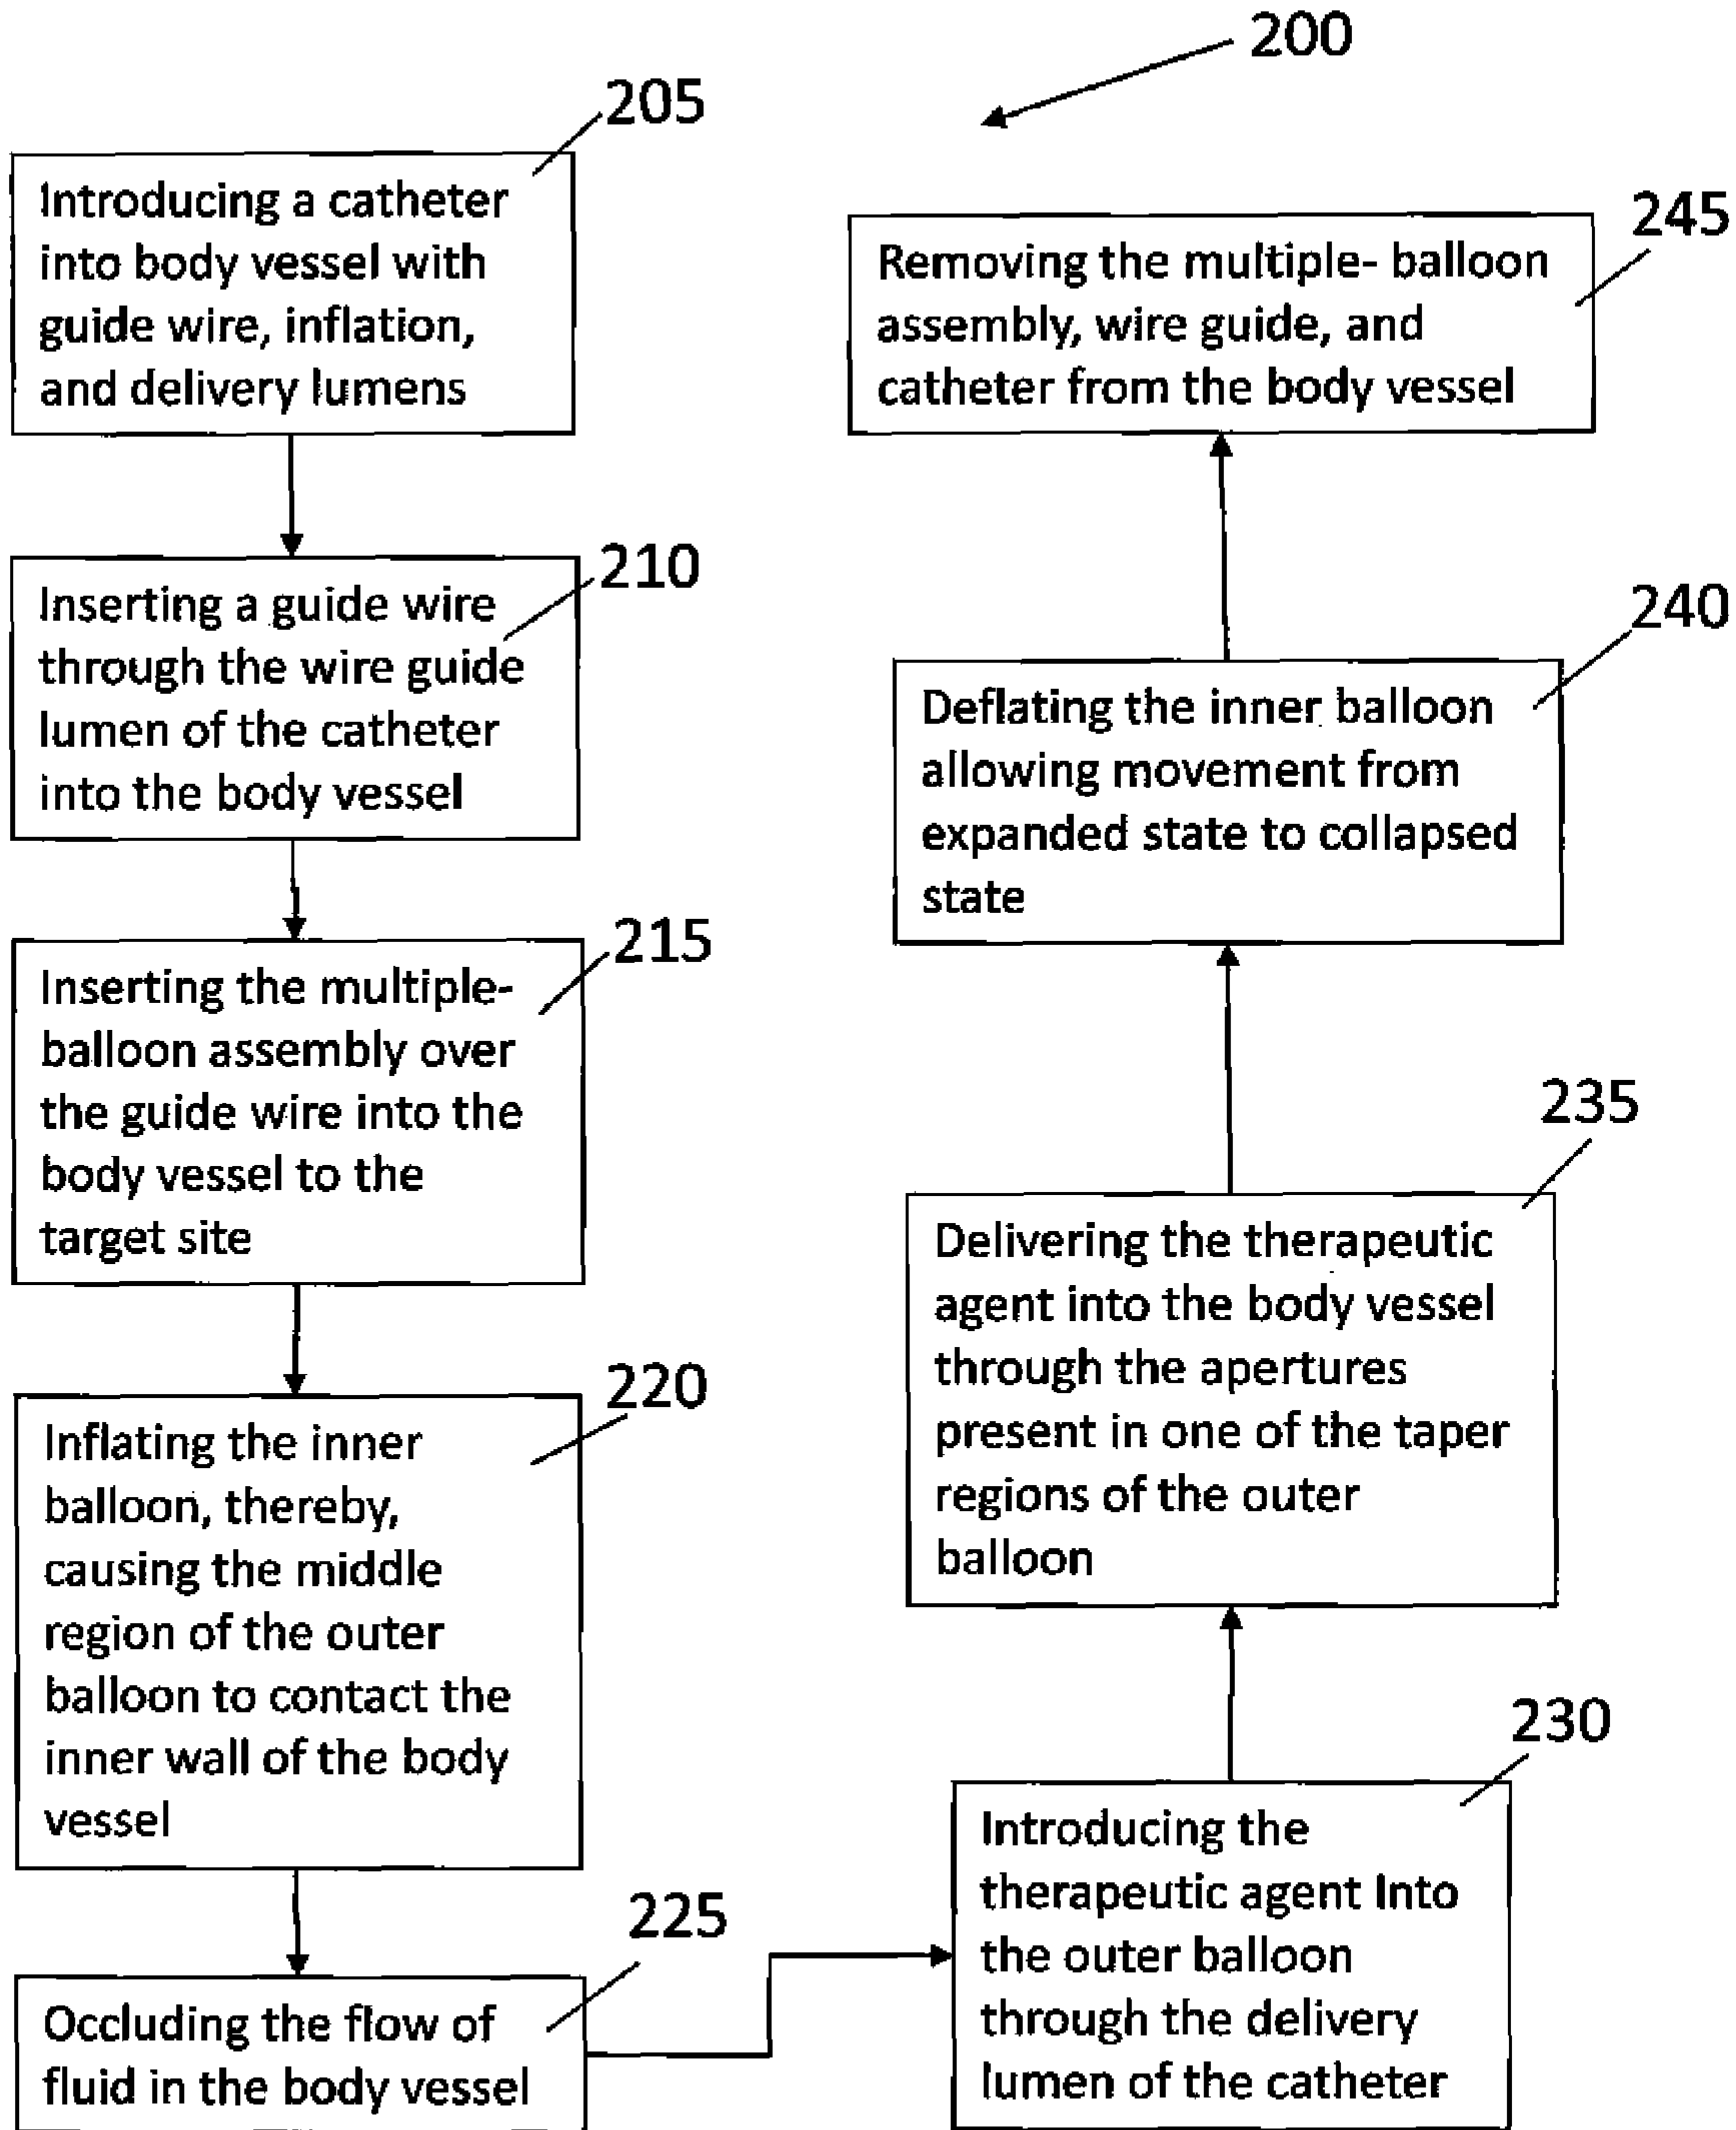 200
205
Introducing a catheter
into body vessel with
guide wire, inflation,
and delivery lumens
210
Inserting a guide wire
through the wire guide
lumen of the catheter
into the body vessel
215
Inserting the multiple-
balloon assembly over
the guide wire into the
body vessel to the
target site
220
Inflating the inner
balloon, thereby,
causing the middle
region of the outer
balloon to contact the
inner wall of the body
vessel
225
Occluding the flow of
fluid in the body vessel
230
Introducing the
therapeutic agent Into
the outer balloon
through the delivery
lumen of the catheter
235
Delivering the therapeutic
agent into the body vessel
through the apertures
present in one of the taper
regions of the outer
balloon
240
Deflating the inner balloon
allowing movement from
expanded state to collapsed
state
245
Removing the multiple- balloon
assembly, wire guide, and
catheter from the body vessel